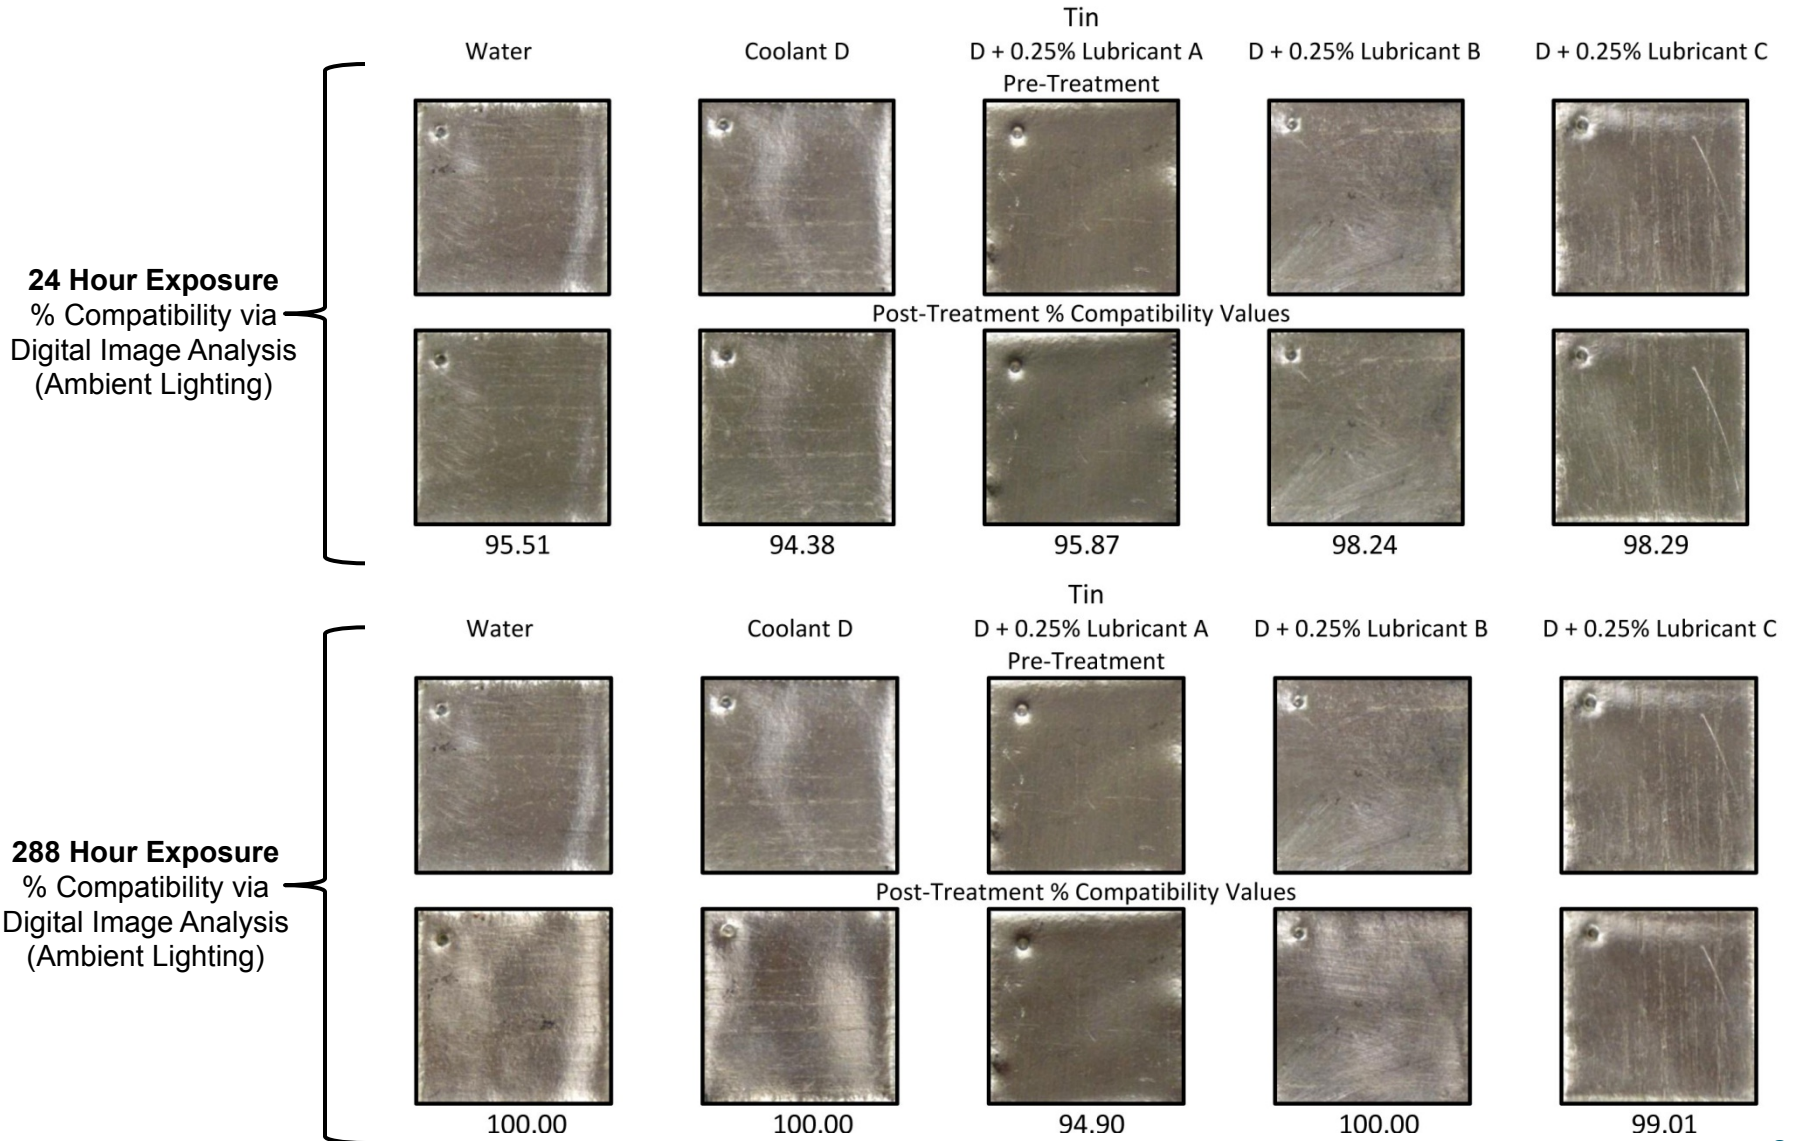 Tin
Water
Coolant D
D + 0.25% Lubricant A
D + 0.25% Lubricant B
D + 0.25% Lubricant C
Pre-Treatment
24 Hour Exposure
% Compatibility via
Digital Image Analysis
(Ambient Lighting)
Post-Treatment % Compatibility Values
95.51
94.38
95.87
98.24
98.29
Tin
Water
Coolant D
D + 0.25% Lubricant A
D + 0.25% Lubricant B
D + 0.25% Lubricant C
Pre-Treatment
288 Hour Exposure
% Compatibility via
Digital Image Analysis
(Ambient Lighting)
Post-Treatment % Compatibility Values
100.00
100.00
94.90
100.00
99.01